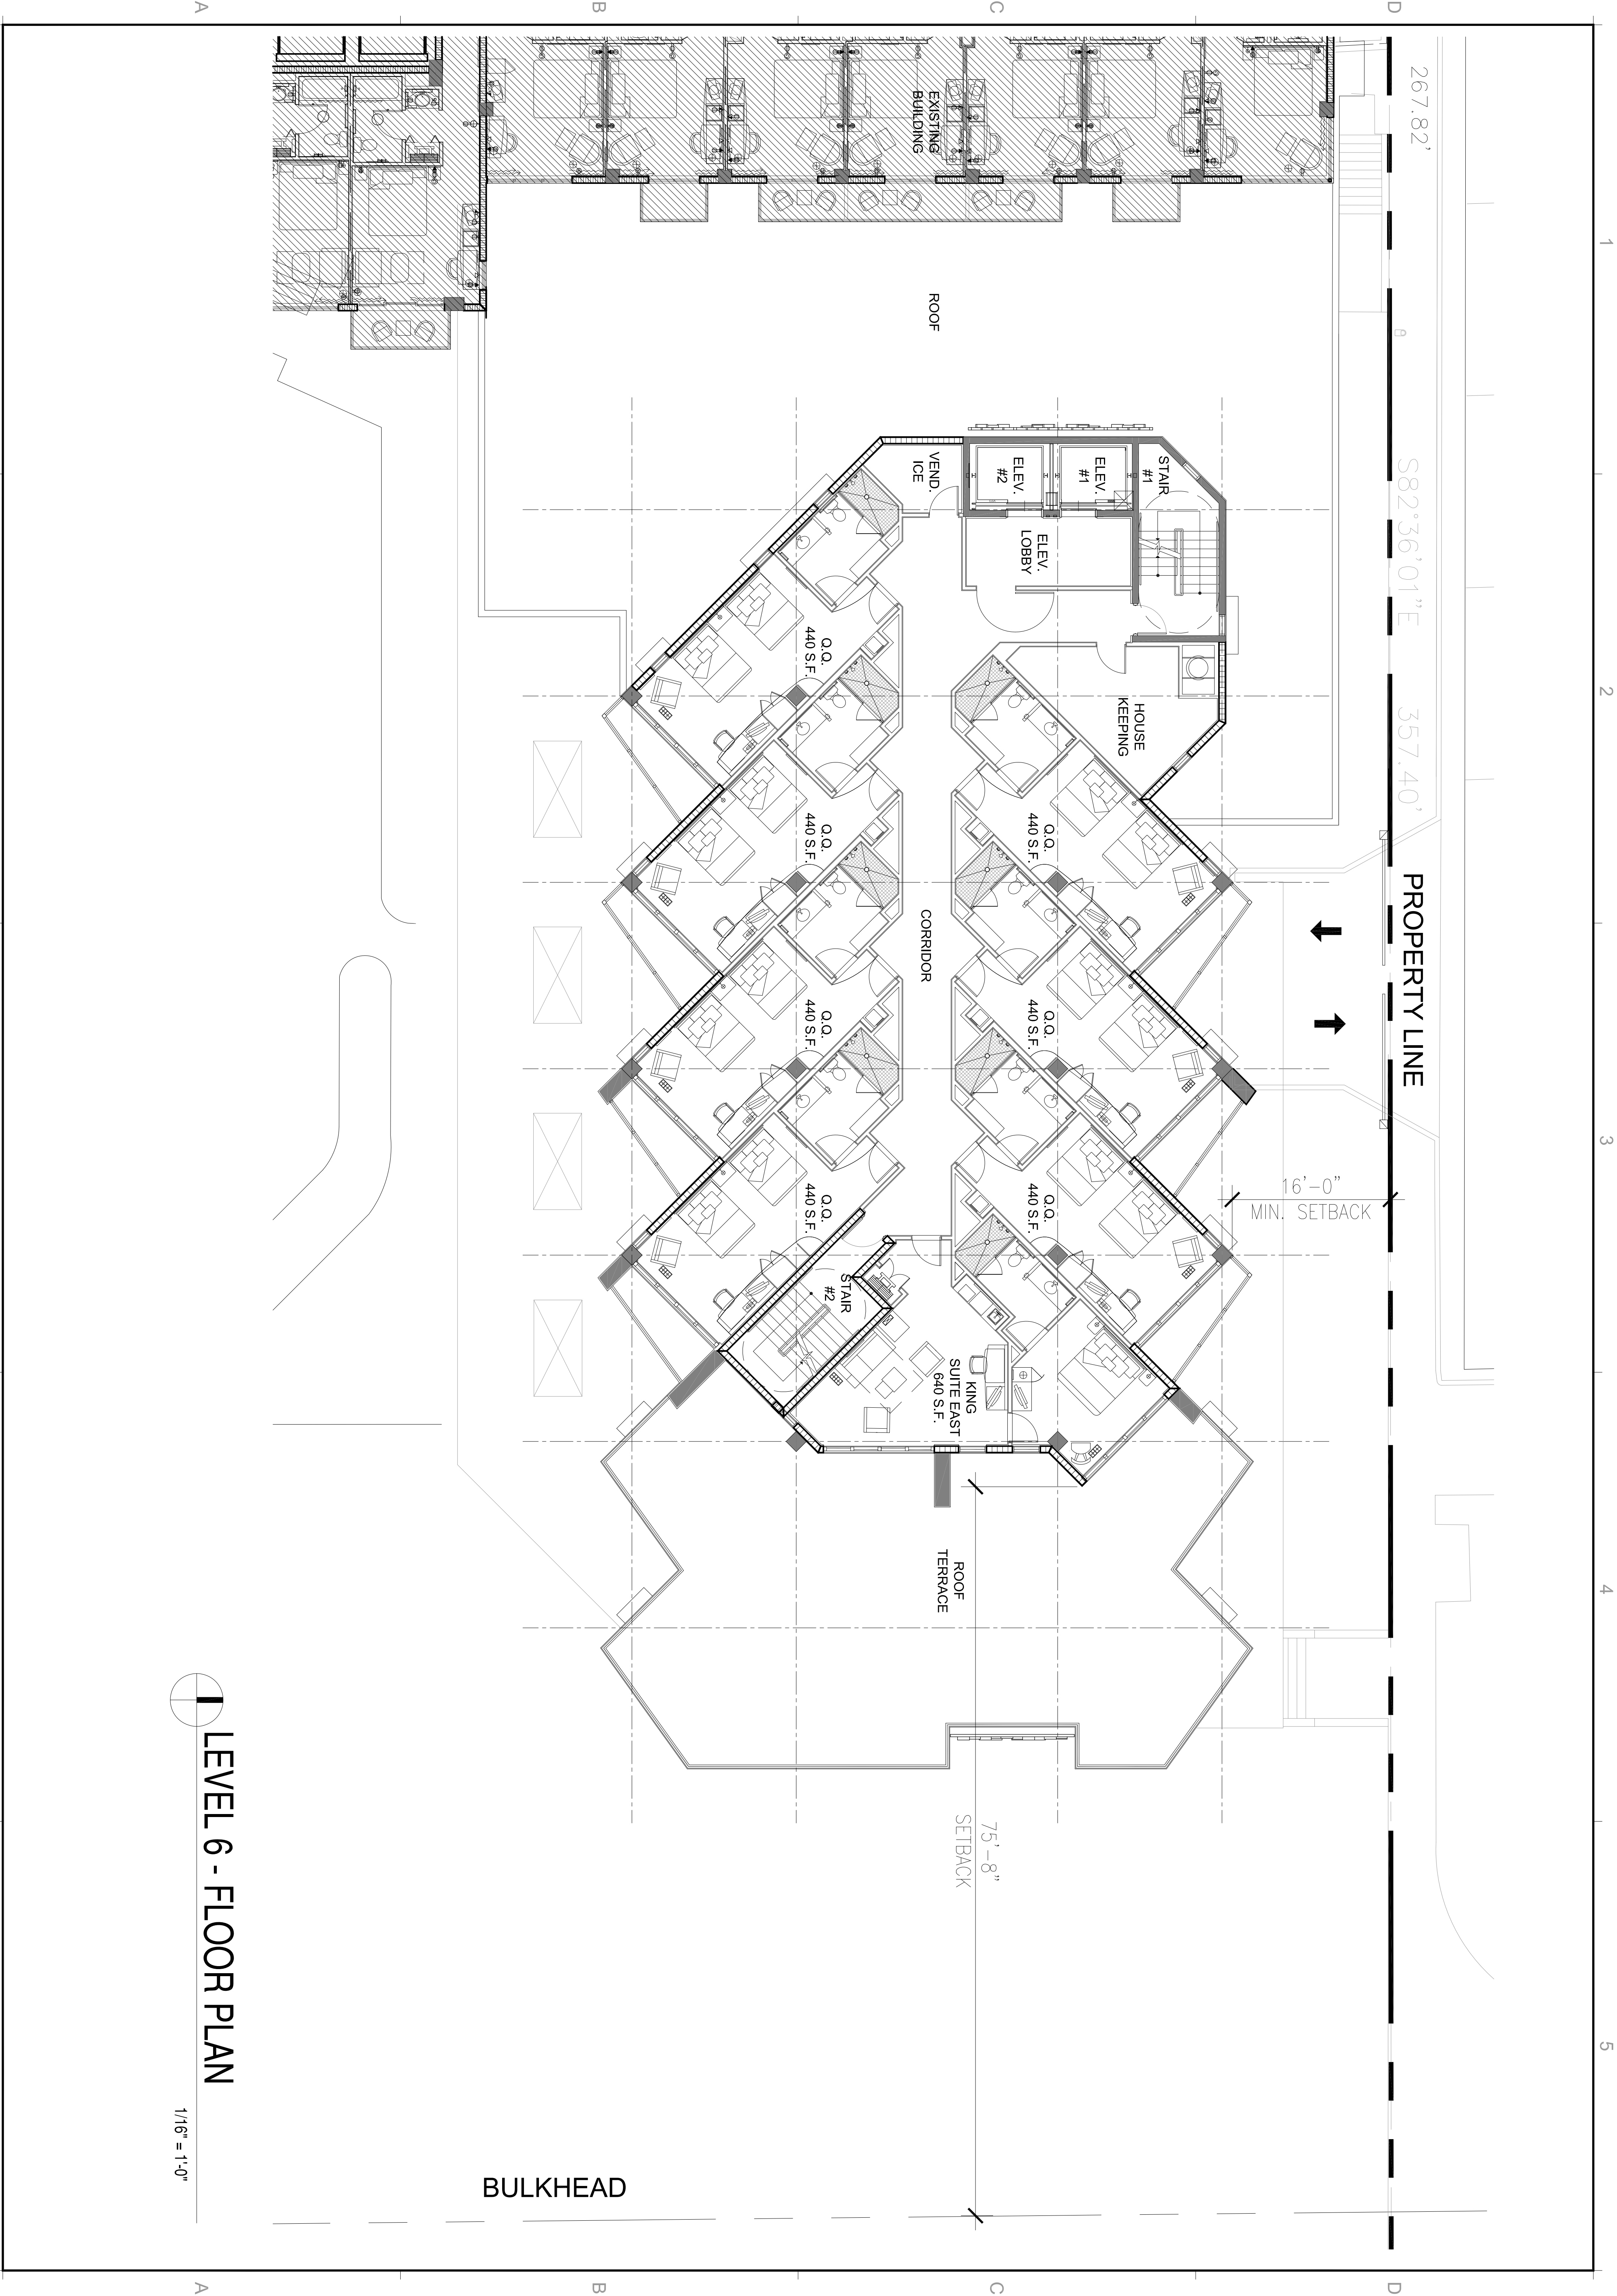 A
B
C
D
1
2
3
4
5
267.82'
S82°36'01"E 357.40'
PROPERTY LINE
EXISTING
BUILDING
ROOF
STAIR
#1
ELEV.
#1
ELEV.
#2
VEND.
ICE
ELEV.
LOBBY
HOUSE
KEEPING
Q.Q.
440 S.F.
Q.Q.
440 S.F.
Q.Q.
440 S.F.
Q.Q.
440 S.F.
CORRIDOR
Q.Q.
440 S.F.
Q.Q.
440 S.F.
Q.Q.
440 S.F.
16'-0"
MIN. SETBACK
STAIR
#2
KING
SUITE EAST
640 S.F.
ROOF
TERRACE
75'-8"
SETBACK
BULKHEAD
LEVEL 6 - FLOOR PLAN
1/16" = 1'-0"
A
B
C
D